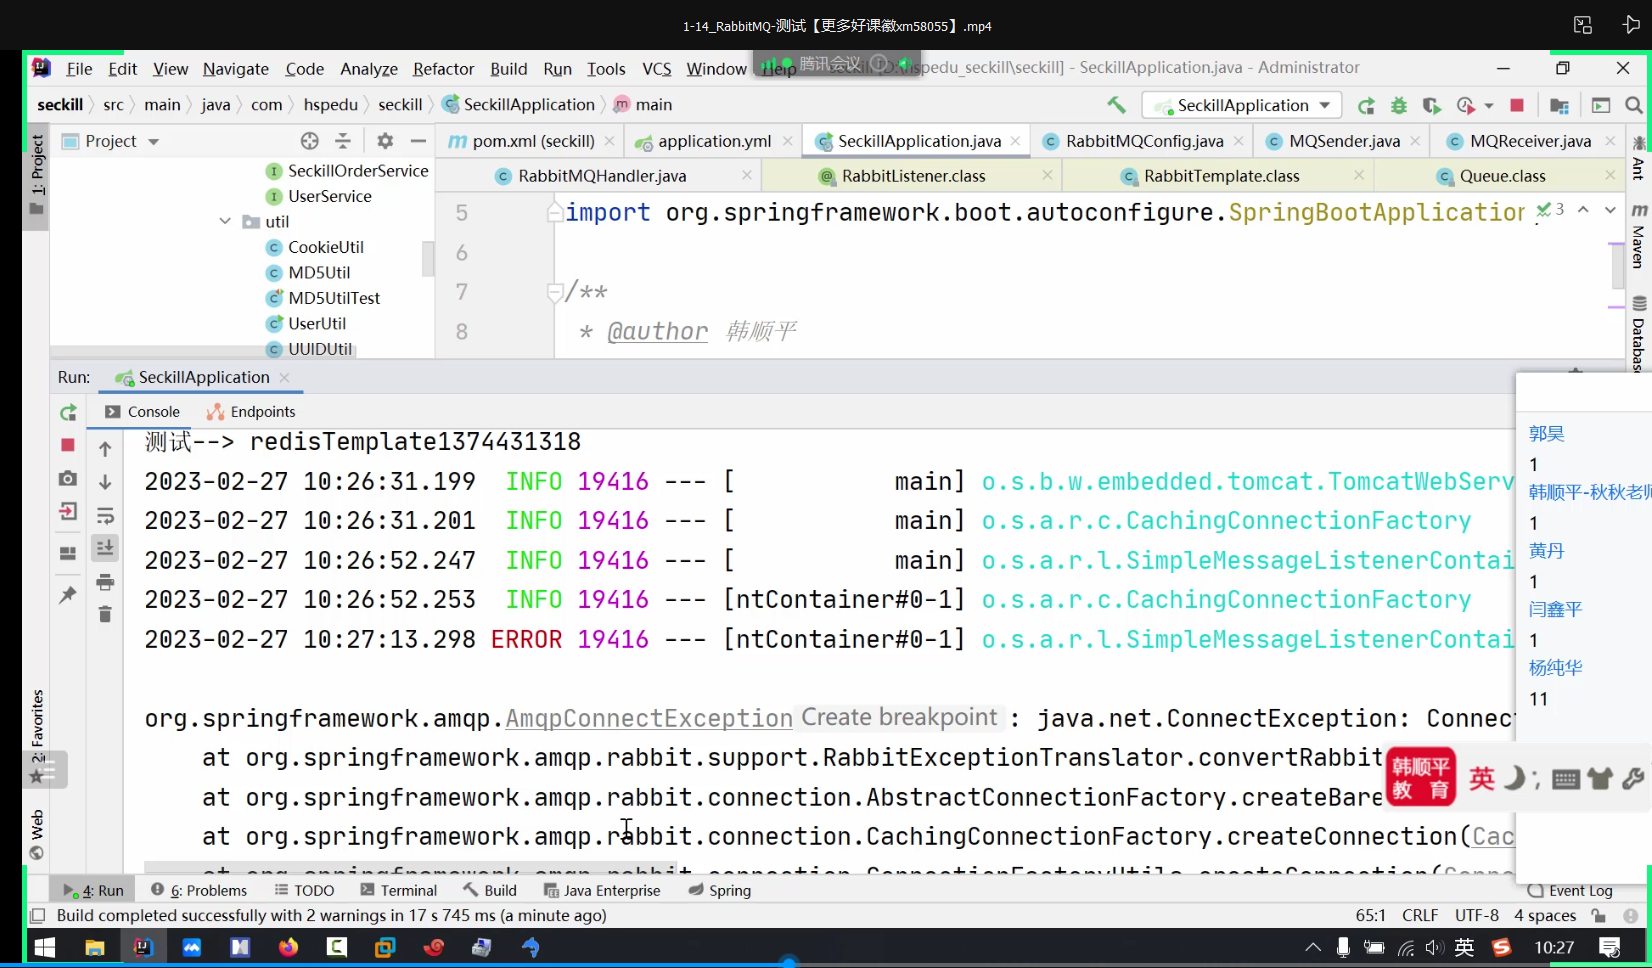 1-14_RabbitMQ-测试【更多好课徽xm58055】.mp4
File Edit View Navigate Code Analyze Refactor Build Run Tools VCS Window Help
腾讯会议
hspedu_seckill\seckill] - SeckillApplication.java - Administrator
seckill src main java com hspedu seckill SeckillApplication main
SeckillApplication
Project
pom.xml (seckill) application.yml SeckillApplication.java RabbitMQConfig.java MQSender.java MQReceiver.java
RabbitMQHandler.java RabbitListener.class RabbitTemplate.class Queue.class
1: Project
SeckillOrderService
UserService
util
CookieUtil
MD5Util
MD5UtilTest
UserUtil
UUIDUtil
5 import org.springframework.boot.autoconfigure.SpringBootApplication
3
6
7 /**
8 * @author 韩顺平
Ant
Maven
Database
Run: SeckillApplication
Console Endpoints
测试--> redisTemplate1374431318
2023-02-27 10:26:31.199 INFO 19416 --- [ main] o.s.b.w.embedded.tomcat.TomcatWebServ
2023-02-27 10:26:31.201 INFO 19416 --- [ main] o.s.a.r.c.CachingConnectionFactory
2023-02-27 10:26:52.247 INFO 19416 --- [ main] o.s.a.r.l.SimpleMessageListenerContai
2023-02-27 10:26:52.253 INFO 19416 --- [ntContainer#0-1] o.s.a.r.c.CachingConnectionFactory
2023-02-27 10:27:13.298 ERROR 19416 --- [ntContainer#0-1] o.s.a.r.l.SimpleMessageListenerContai
org.springframework.amqp.AmqpConnectException Create breakpoint : java.net.ConnectException: Connec
at org.springframework.amqp.rabbit.support.RabbitExceptionTranslator.convertRabbit
at org.springframework.amqp.rabbit.connection.AbstractConnectionFactory.createBare
at org.springframework.amqp.rabbit.connection.CachingConnectionFactory.createConnection(Cac
郭昊
1
韩顺平-秋秋老师
1
黄丹
1
闫鑫平
1
杨纯华
11
韩顺平
教 育
英
2: Favorites
Web
4: Run 6: Problems TODO Terminal Build Java Enterprise Spring Event Log
Build completed successfully with 2 warnings in 17 s 745 ms (a minute ago) 65:1 CRLF UTF-8 4 spaces
英 10:27